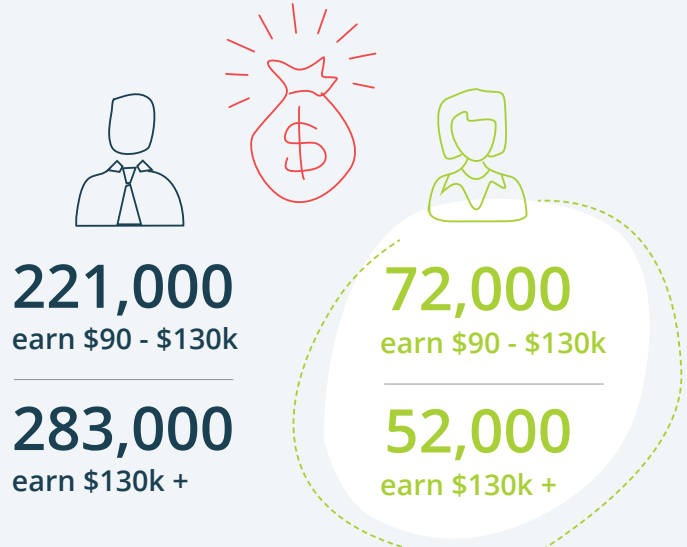 $
221,000
earn $90 - $130k
283,000
earn $130k +
72,000
earn $90 - $130k
52,000
earn $130k +